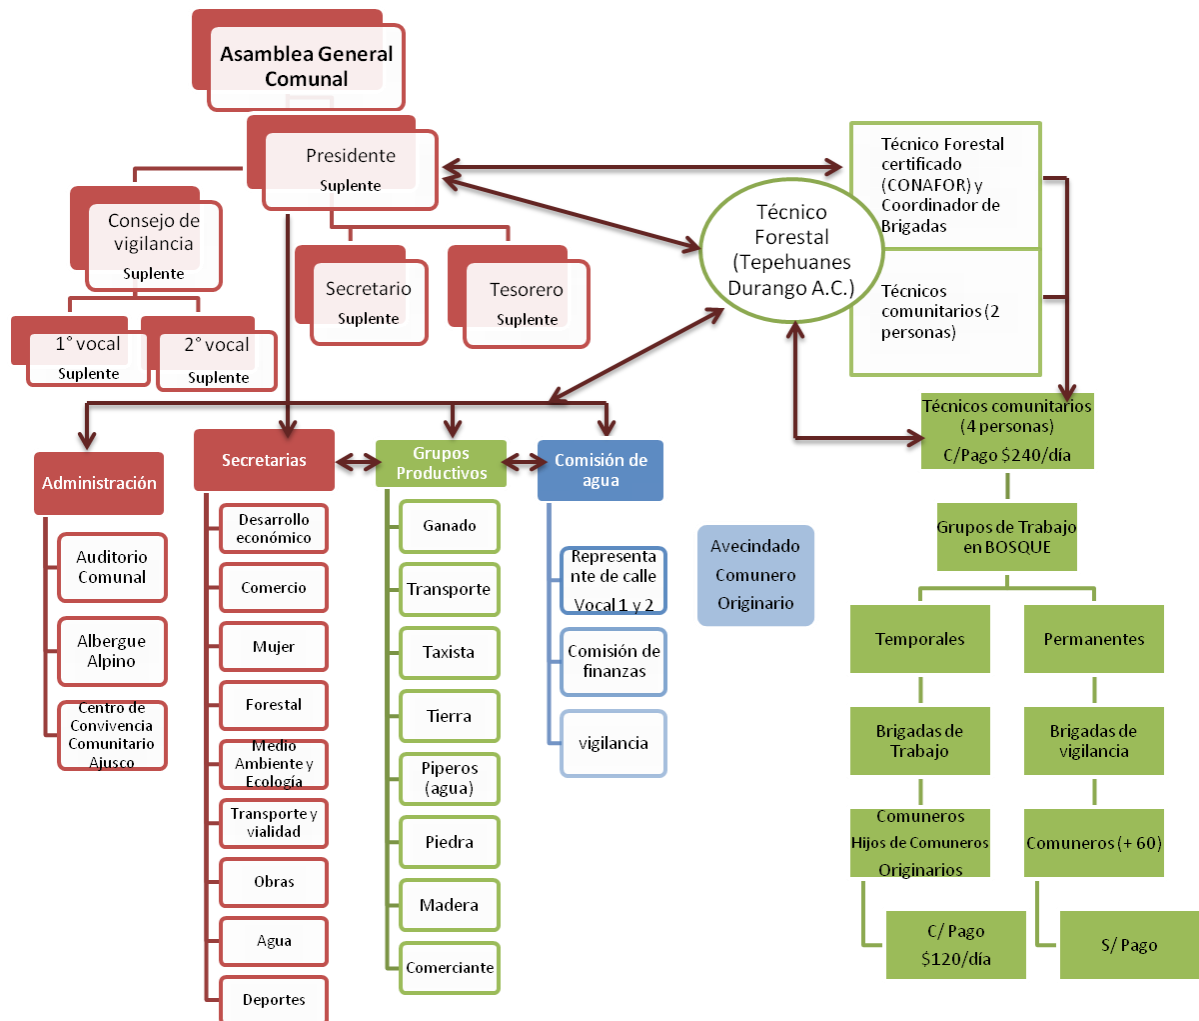 Asamblea General
Comunal
Presidente
Suplente
Consejo de
vigilancia
Suplente
1° vocal
Suplente
2° vocal
Suplente
Secretario
Suplente
Tesorero
Suplente
Técnico
Forestal
(Tepehuanes
Durango A.C.)
Técnico Forestal
certificado
(CONAFOR) y
Coordinador de
Brigadas
Técnicos
comunitarios (2
personas)
Técnicos comunitarios
(4 personas)
C/Pago $240/día
Grupos de Trabajo
en BOSQUE
Temporales
Permanentes
Brigadas de
Trabajo
Brigadas de
vigilancia
Comuneros
Hijos de Comuneros
Originarios
Comuneros (+ 60)
C/ Pago
$120/día
S/ Pago
Administración
Auditorio
Comunal
Albergue
Alpino
Centro de
Convivencia
Comunitario
Ajusco
Secretarias
Desarrollo
económico
Comercio
Mujer
Forestal
Medio
Ambiente y
Ecología
Transporte y
vialidad
Obras
Agua
Deportes
Grupos
Productivos
Ganado
Transporte
Taxista
Tierra
Piperos
(agua)
Piedra
Madera
Comerciante
Comisión de
agua
Representa
nte de calle
Vocal 1 y 2
Comisión de
finanzas
vigilancia
Avecindado
Comunero
Originario